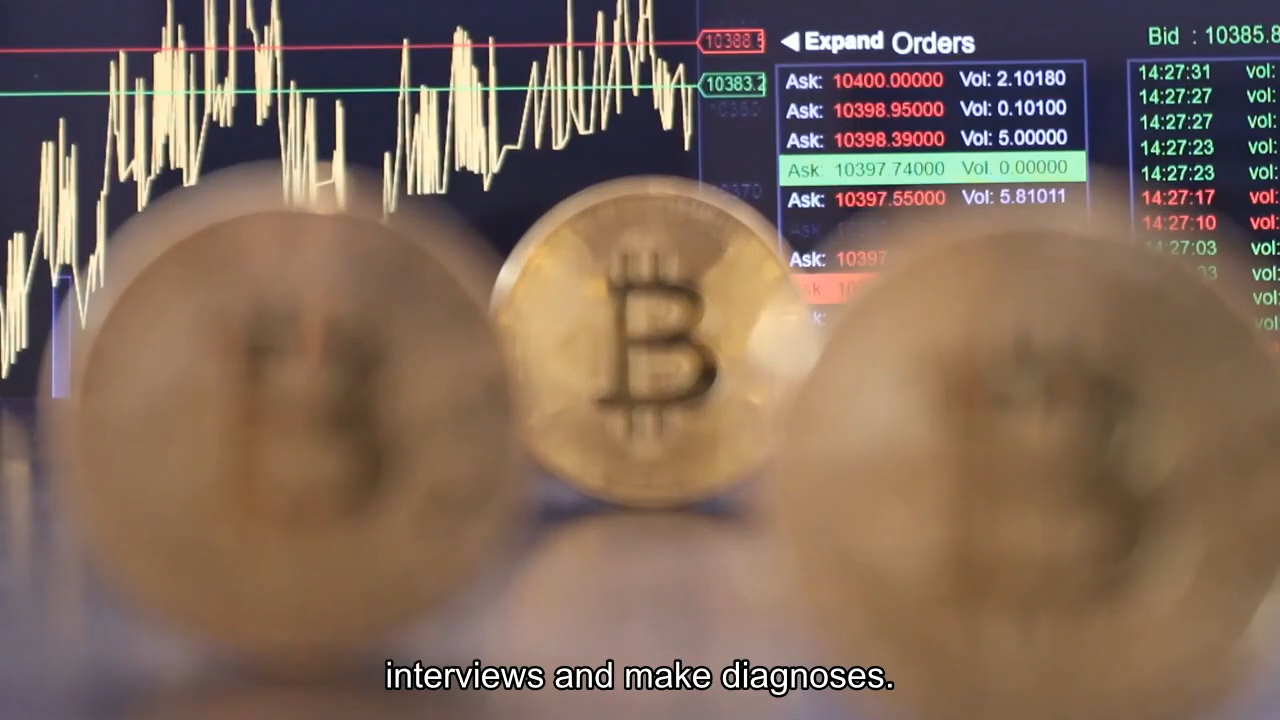 10388.5
10383.2
Expand Orders
Ask: 10400.00000 Vol: 2.10180
Ask: 10398.95000 Vol: 0.10100
Ask: 10398.39000 Vol: 5.00000
Ask: 10397.74000 Vol: 0.00000
Ask: 10397.55000 Vol: 5.81011
Ask: 10397
Bid : 10385.8
14:27:31 vol:
14:27:27 vol:
14:27:27 vol:
14:27:23 vol:
14:27:23 vol:
14:27:17 vol:
14:27:10 vol:
14:27:03 vol:
vol:
vol:
vol:
B
interviews and make diagnoses.